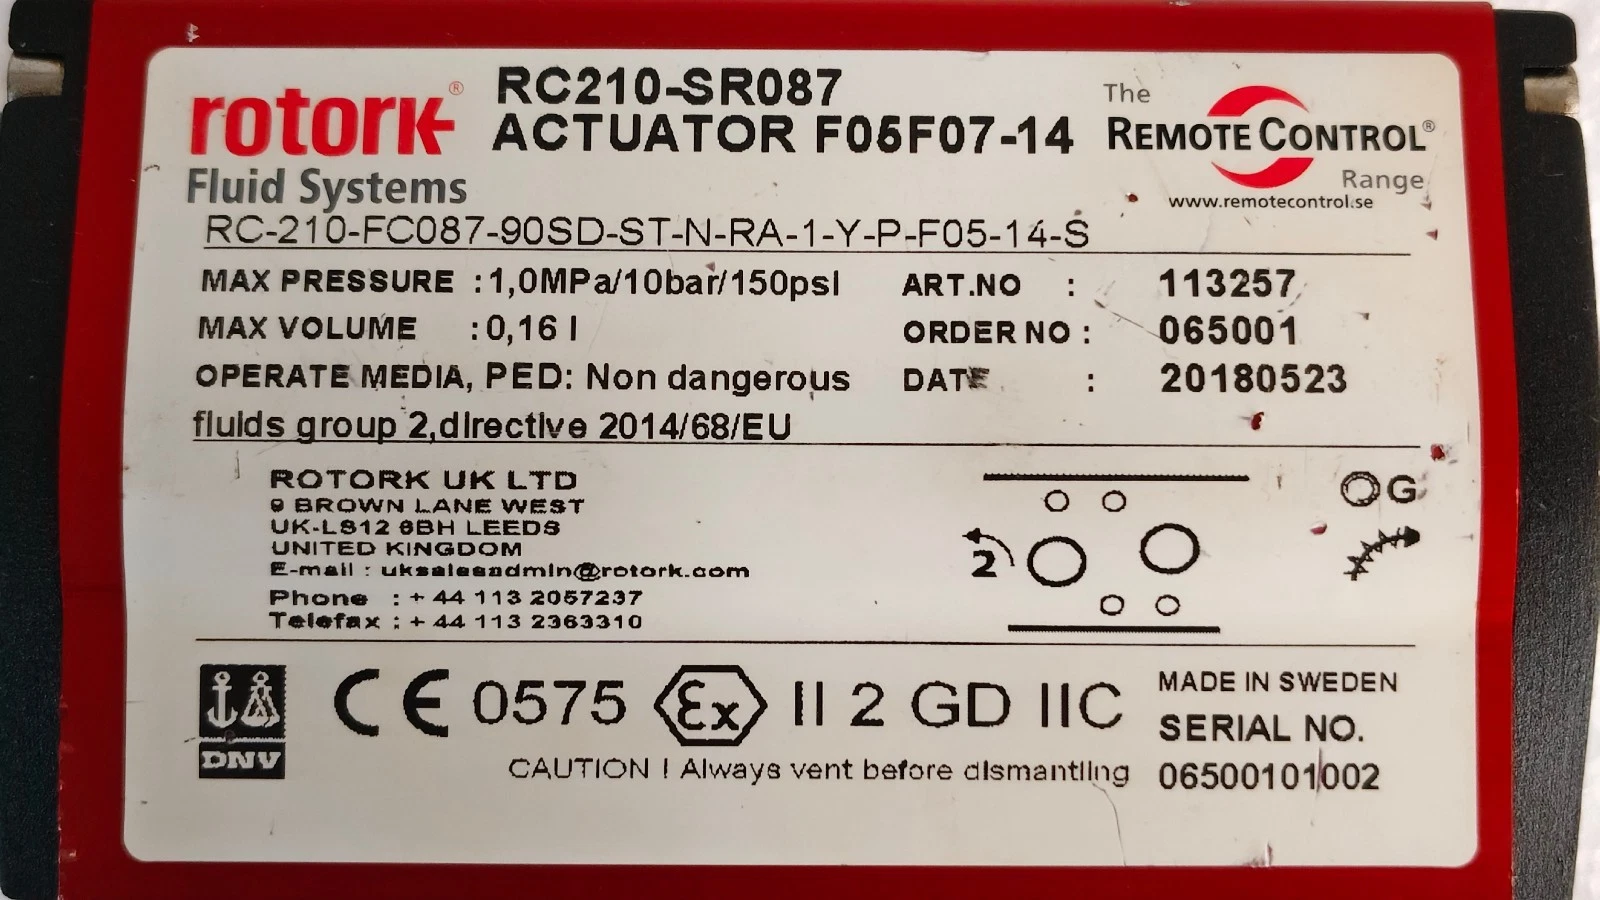 rotork®
Fluid Systems
RC210-SR087
ACTUATOR F05F07-14
The
REMOTE CONTROL®
Range
www.remotecontrol.se
RC-210-FC087-90SD-ST-N-RA-1-Y-P-F05-14-S
MAX PRESSURE : 1,0MPa/10bar/150psl
MAX VOLUME : 0,16 l
OPERATE MEDIA, PED: Non dangerous
fluids group 2,directive 2014/68/EU
ART.NO : 113257
ORDER NO : 065001
DATE : 20180523
ROTORK UK LTD
9 BROWN LANE WEST
UK-LS12 6BH LEEDS
UNITED KINGDOM
E-mail : uksalesadmin@rotork.com
Phone : + 44 113 2057237
Telefax : + 44 113 2363310
2
G
DNV
CE 0575 Ex II 2 GD IIC
CAUTION ! Always vent before dismantling
MADE IN SWEDEN
SERIAL NO.
06500101002